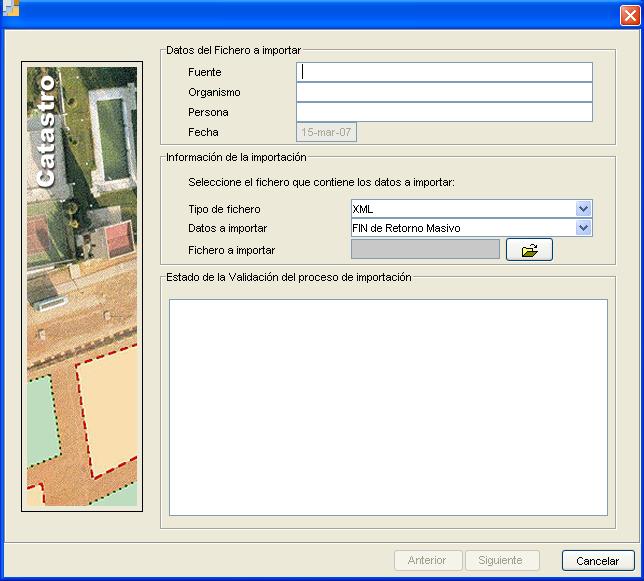 Catastro
Datos del Fichero a importar
Fuente
Organismo
Persona
Fecha 15-mar-07
Información de la importación
Seleccione el fichero que contiene los datos a importar:
Tipo de fichero XML
Datos a importar FIN de Retorno Masivo
Fichero a importar
Estado de la Validación del proceso de importación
Anterior Siguiente Cancelar